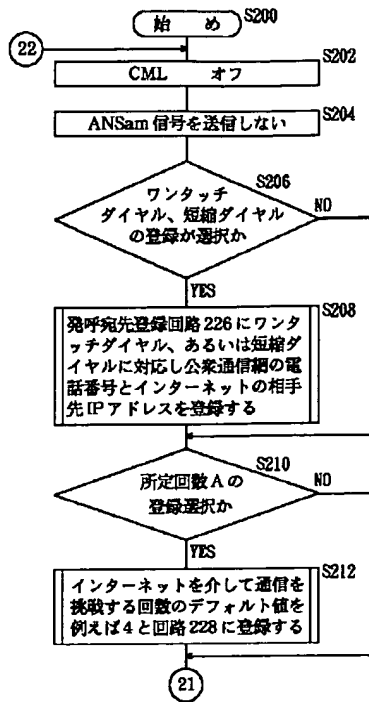 始 め
S200
22
S202
CML オフ
S204
ANSam 信号を送信しない
S206
ワンタッチ
ダイヤル、短縮ダイヤル
の登録が選択か
NO
YES
S208
発呼宛先登録回路 226 にワンタ
ッチダイヤル、あるいは短縮ダ
イヤルに対応し公衆通信網の電
話番号とインターネットの相手
先 IP アドレスを登録する
S210
所定回数 A の
登録選択か
NO
YES
S212
インターネットを介して通信を
挑戦する回数のデフォルト値を
例えば 4 と回路 228 に登録する
21